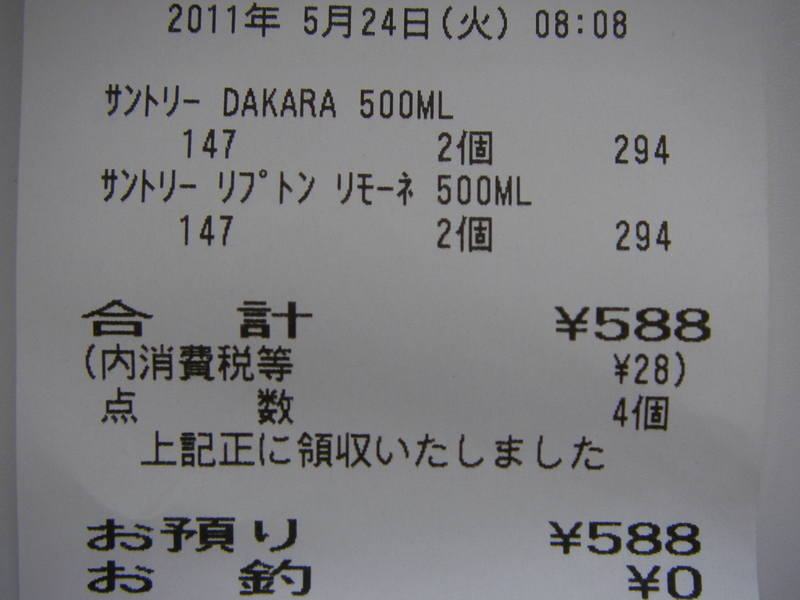 2011年 5月24日(火) 08:08
ｻﾝﾄﾘｰ DAKARA 500ML
147 2個 294
ｻﾝﾄﾘｰ ﾘﾌﾟﾄﾝ ﾘﾓｰﾈ 500ML
147 2個 294
合 計 ¥588
(内消費税等 ¥28)
点 数 4個
上記正に領収いたしました
お預り ¥588
お 釣 ¥0